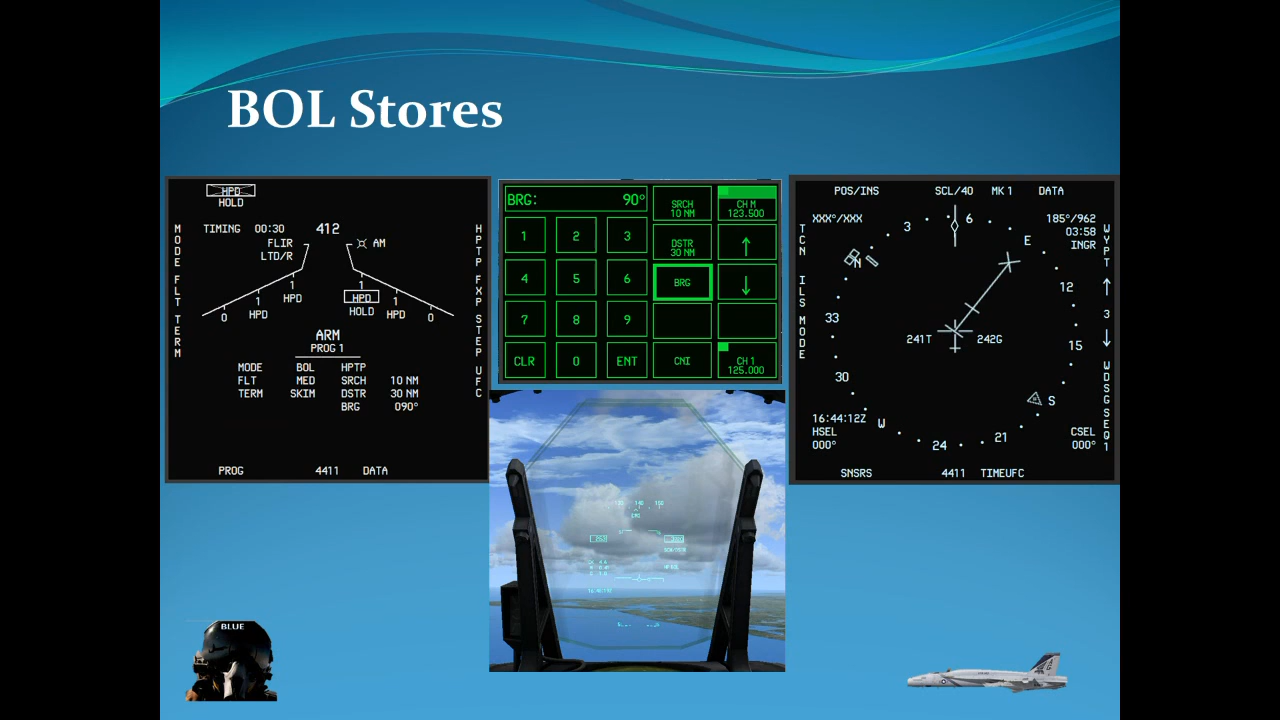 BOL Stores
HPD
HOLD
TIMING 00:30 412
FLIR AM
LTD/R
1 1
HPD HPD
1 HOLD 1
0 HPD HPD 0
ARM
PROG 1
MODE BOL HPTP
FLT MED SRCH 10 NM
TERM SKIM DSTR 30 NM
BRG 090°
MODE FLT TERM
HPTP FXP STEP UFC
PROG 4411 DATA
BRG: 90°
SRCH
10 NM
CH M
123.500
1 2 3
DSTR
30 NM
↑
4 5 6
BRG
↓
7 8 9
CLR 0 ENT
CNI
CH 1
125.000
POS/INS SCL/40 MK 1 DATA
XXX°/XXX
185°/962
03:58
INGR
TCN ILS MODE
WYPT ↑ 3 ↓ WDSG SEQ 1
N 3 6 E 12 15 S 21 24 W 30 33
241T 242G
16:44:12Z
HSEL
000°
CSEL
000°
SNSRS 4411 TIMEUFC
BLUE